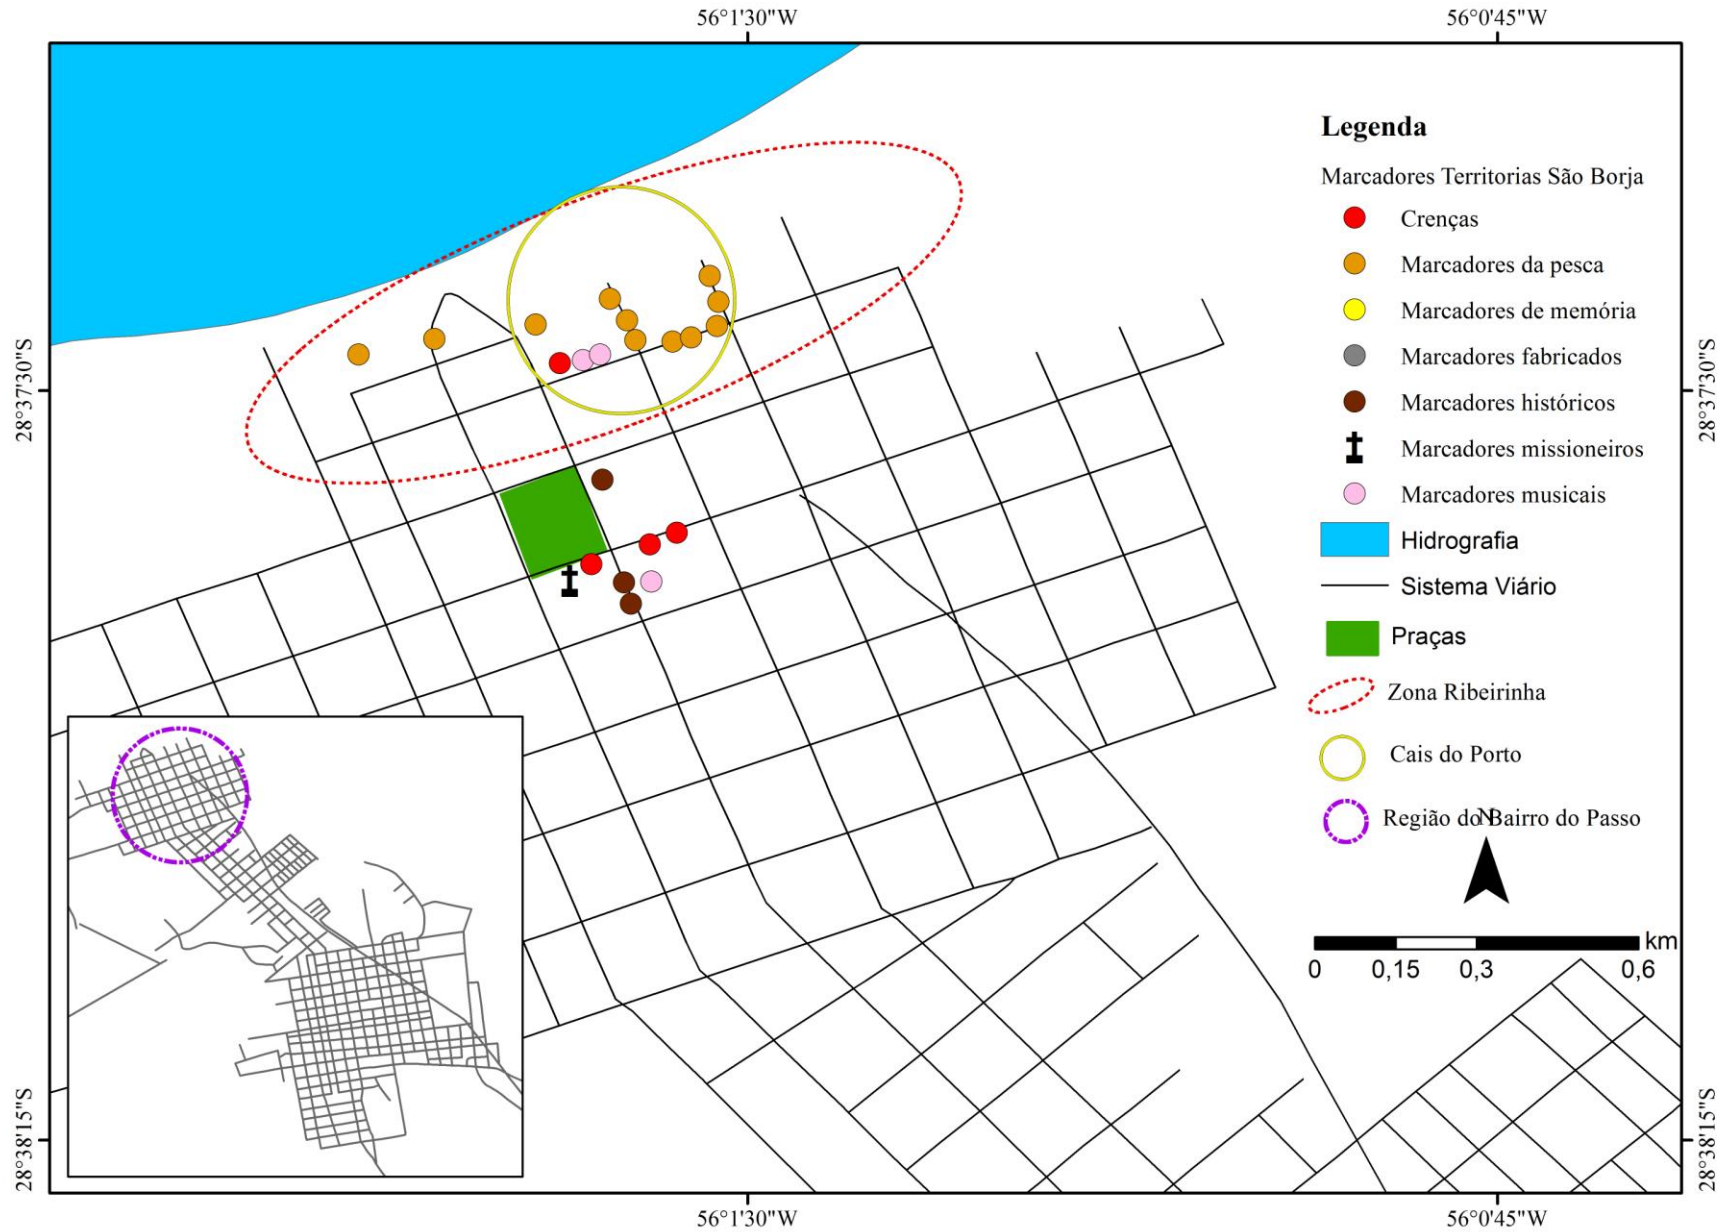 56°1'30"W
56°0'45"W
Legenda
Marcadores Territorias São Borja
Crenças
Marcadores da pesca
Marcadores de memória
28°37'30"S
28°37'30"S
Marcadores fabricados
Marcadores históricos
Marcadores missioneiros
Marcadores musicais
Hidrografia
Sistema Viário
Praças
Zona Ribeirinha
Cais do Porto
Região do Bairro do Passo
N
km
0
0,15
0,3
0,6
28°38'15"S
28°38'15"S
56°1'30"W
56°0'45"W